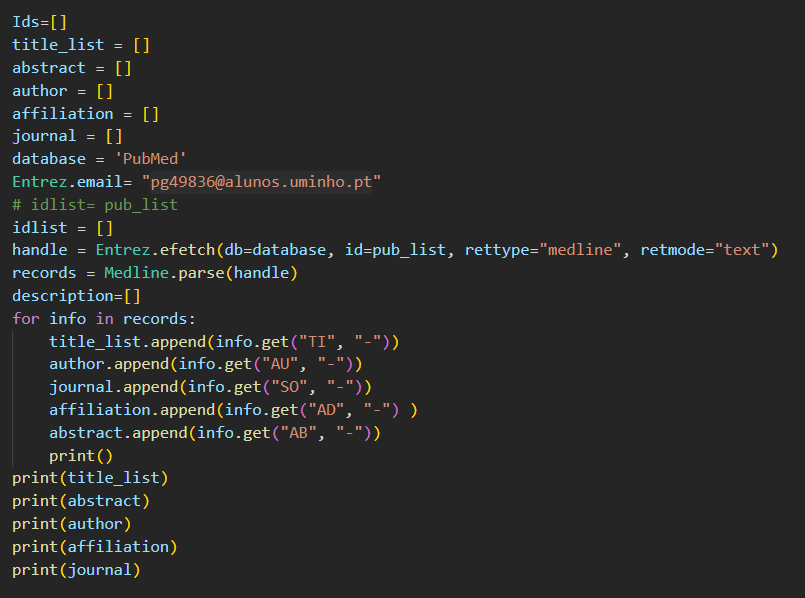 Ids=[]
title_list = []
abstract = []
author = []
affiliation = []
journal = []
database = 'PubMed'
Entrez.email= "pg49836@alunos.uminho.pt"
# idlist= pub_list
idlist = []
handle = Entrez.efetch(db=database, id=pub_list, rettype="medline", retmode="text")
records = Medline.parse(handle)
description=[]
for info in records:
    title_list.append(info.get("TI", "-"))
    author.append(info.get("AU", "-"))
    journal.append(info.get("SO", "-"))
    affiliation.append(info.get("AD", "-") )
    abstract.append(info.get("AB", "-"))
    print()
print(title_list)
print(abstract)
print(author)
print(affiliation)
print(journal)